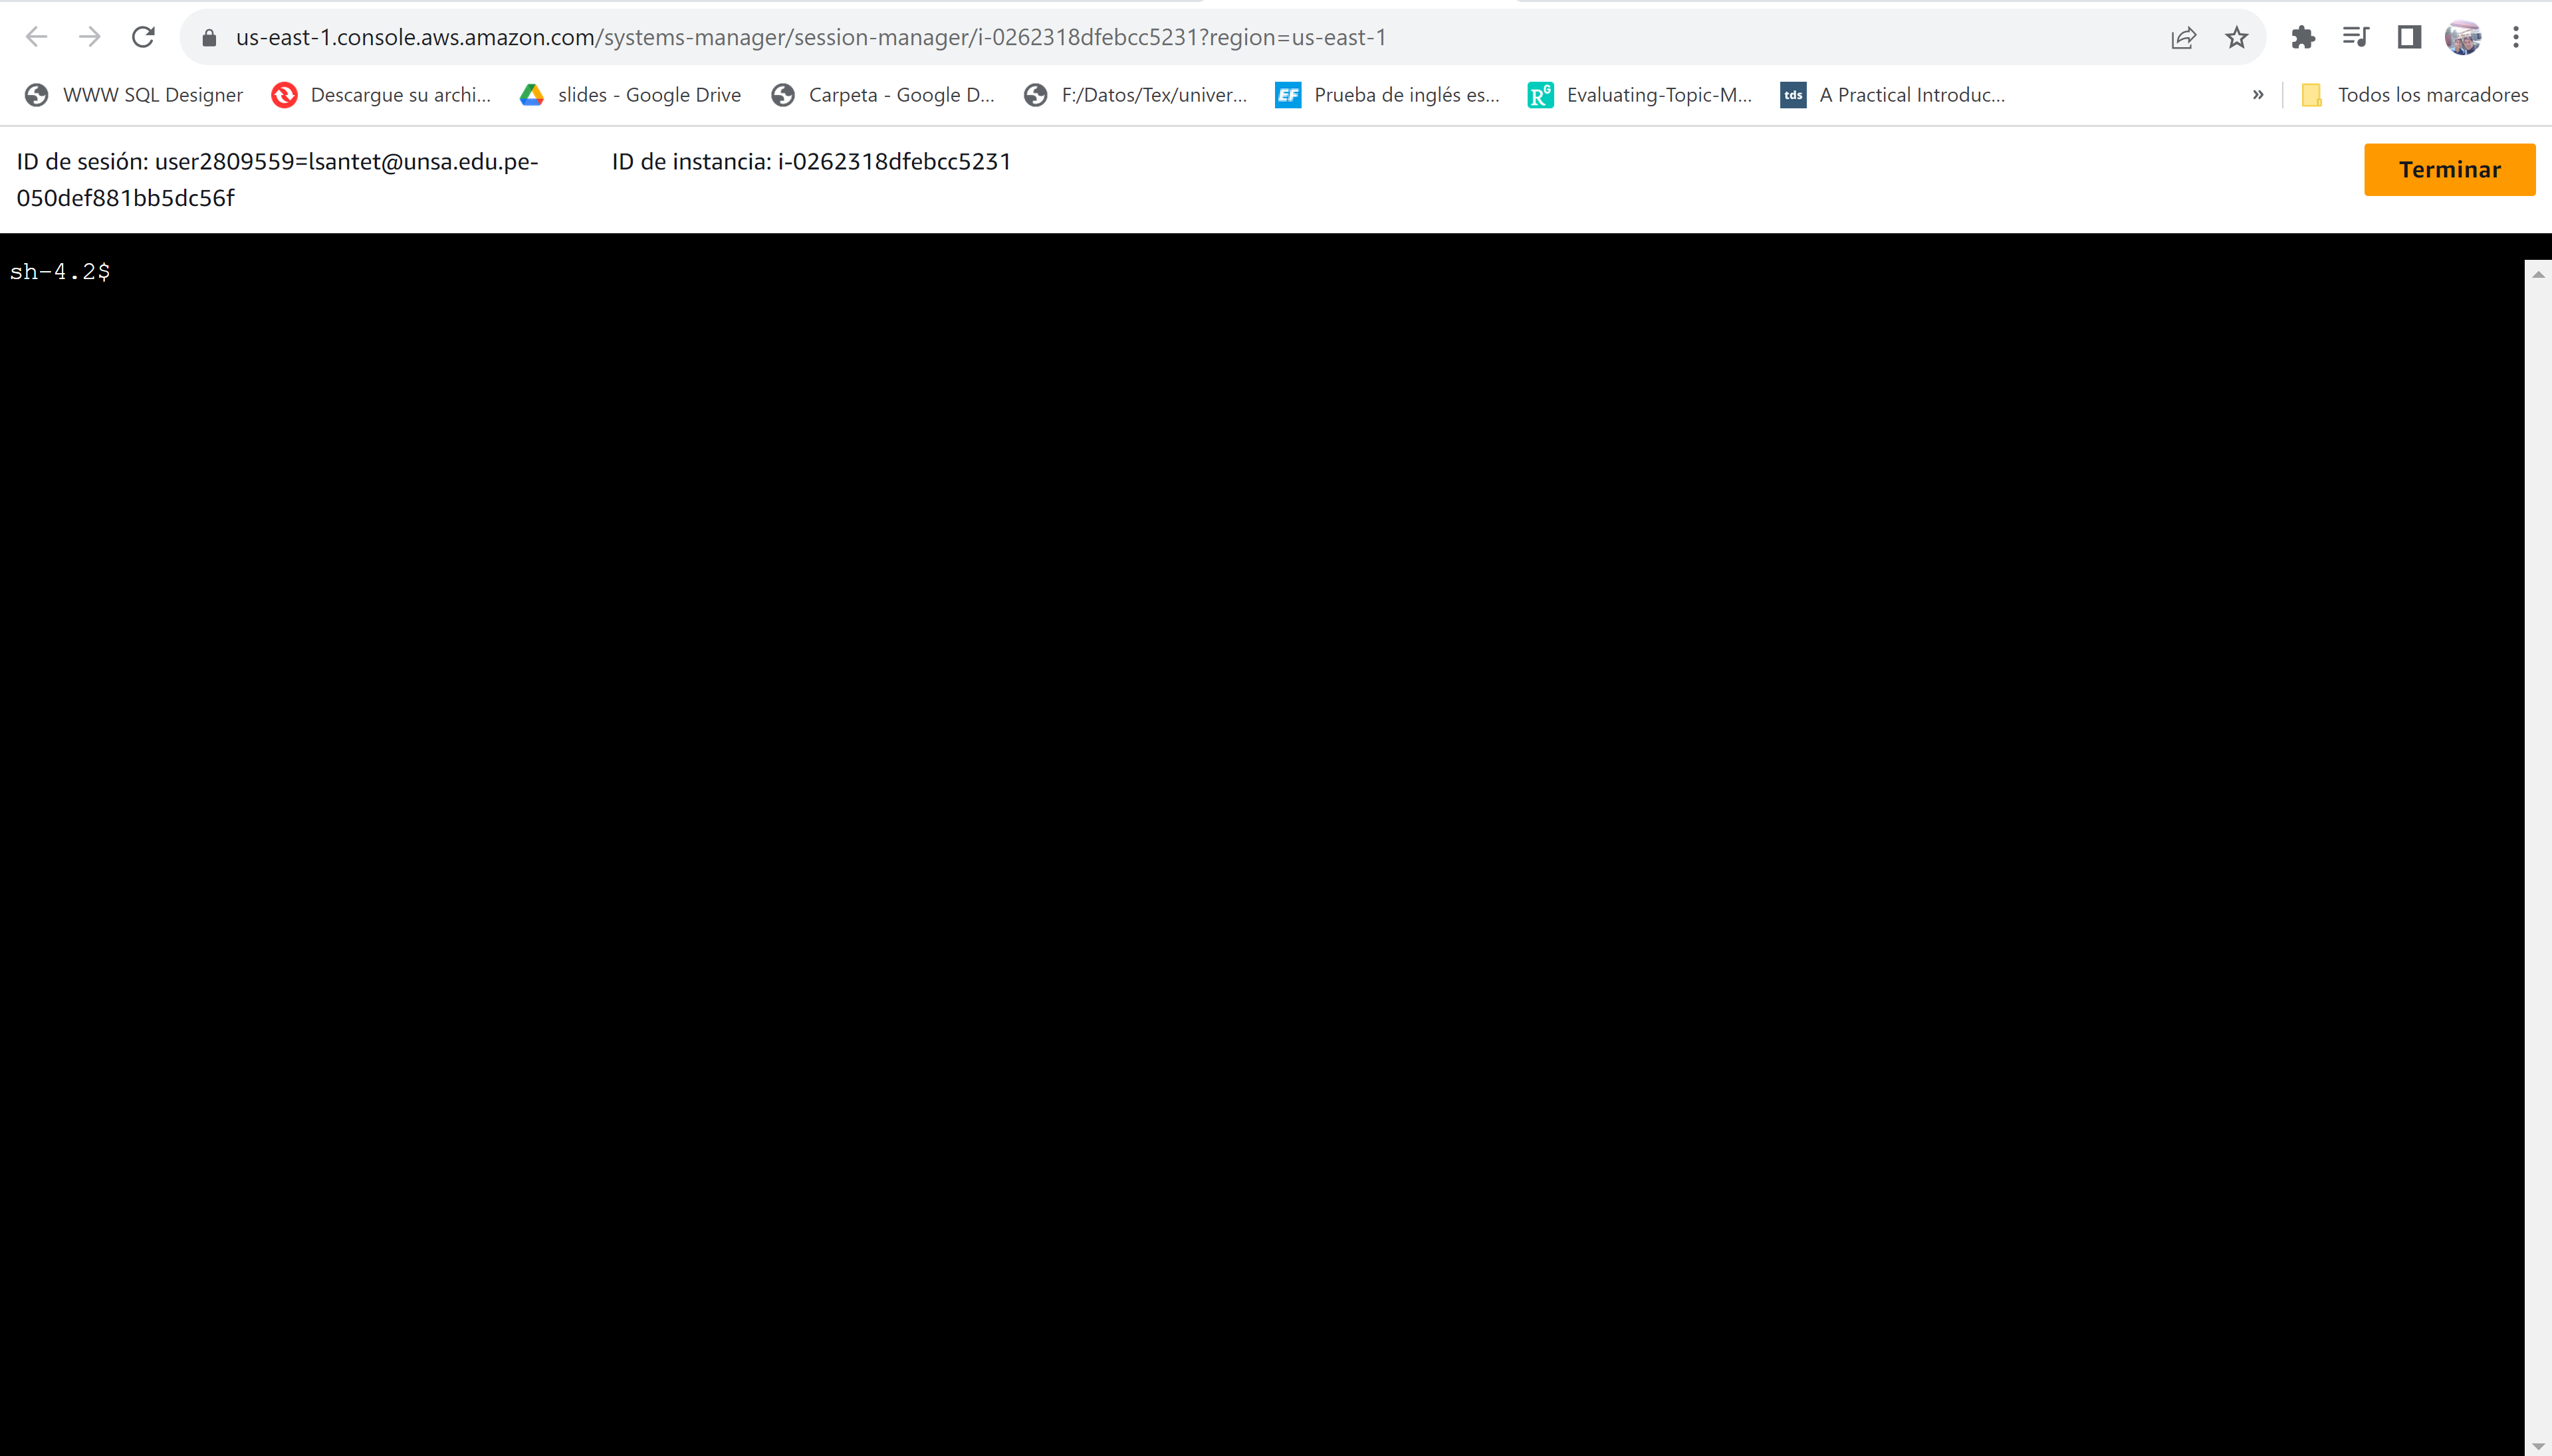 us-east-1.console.aws.amazon.com/systems-manager/session-manager/i-0262318dfebcc5231?region=us-east-1
WWW SQL Designer Descargue su archi... slides - Google Drive Carpeta - Google D... F:/Datos/Tex/univer... EF Prueba de inglés es... RG Evaluating-Topic-M... tds A Practical Introduc... » Todos los marcadores
ID de sesión: user2809559=lsantet@unsa.edu.pe-
050def881bb5dc56f
ID de instancia: i-0262318dfebcc5231
Terminar
sh-4.2$